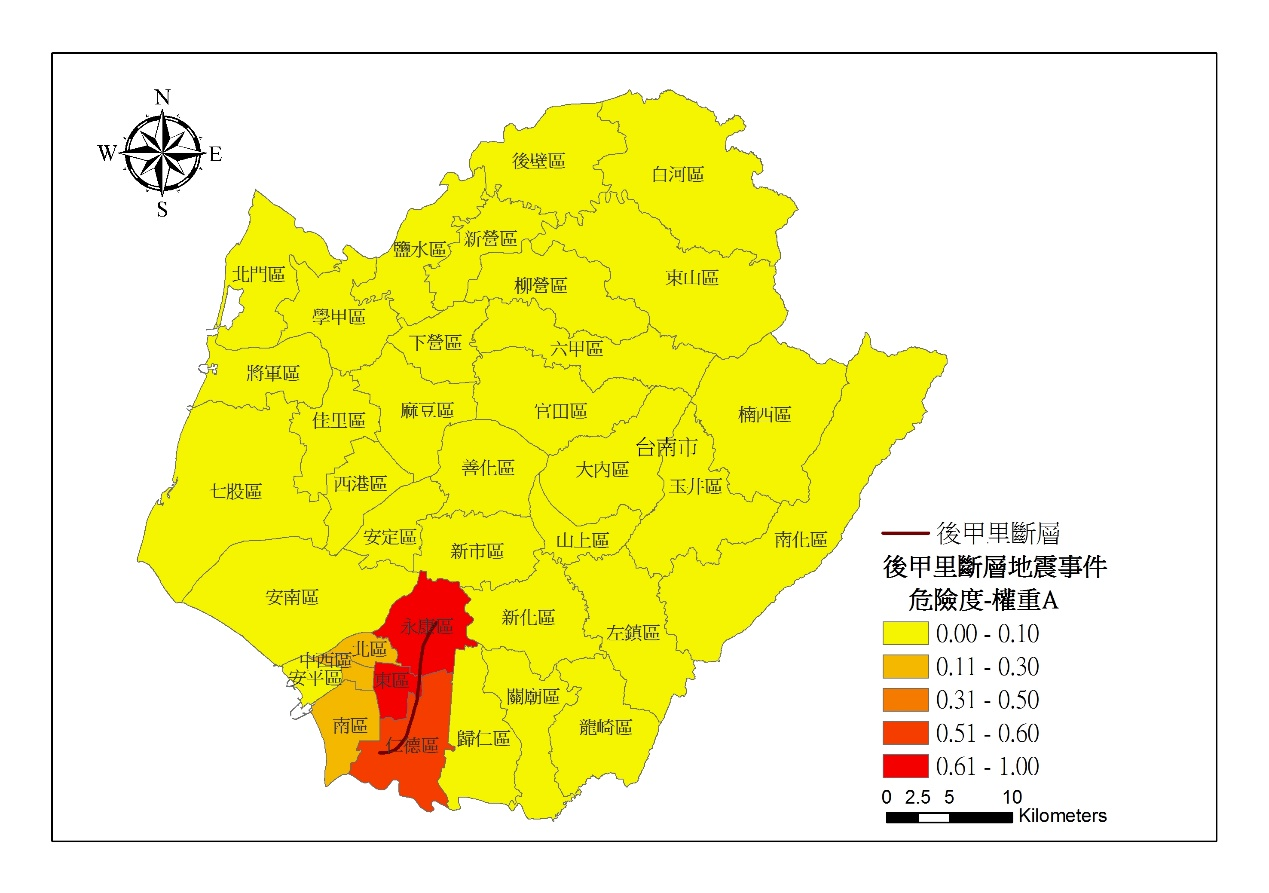 N
W
E
S
後壁區
白河區
新營區
鹽水區
北門區
東山區
柳營區
學甲區
下營區
六甲區
將軍區
麻豆區
官田區
楠西區
佳里區
台南市
善化區
大內區
西港區
玉井區
七股區
安定區
山上區
南化區
新市區
安南區
新化區
永康區
左鎮區
北區
中西區
安平區
東區
關廟區
南區
龍崎區
歸仁區
仁德區
後甲里斷層
後甲里斷層地震事件
危險度-權重A
0.00 - 0.10
0.11 - 0.30
0.31 - 0.50
0.51 - 0.60
0.61 - 1.00
0 2.5 5 10
Kilometers